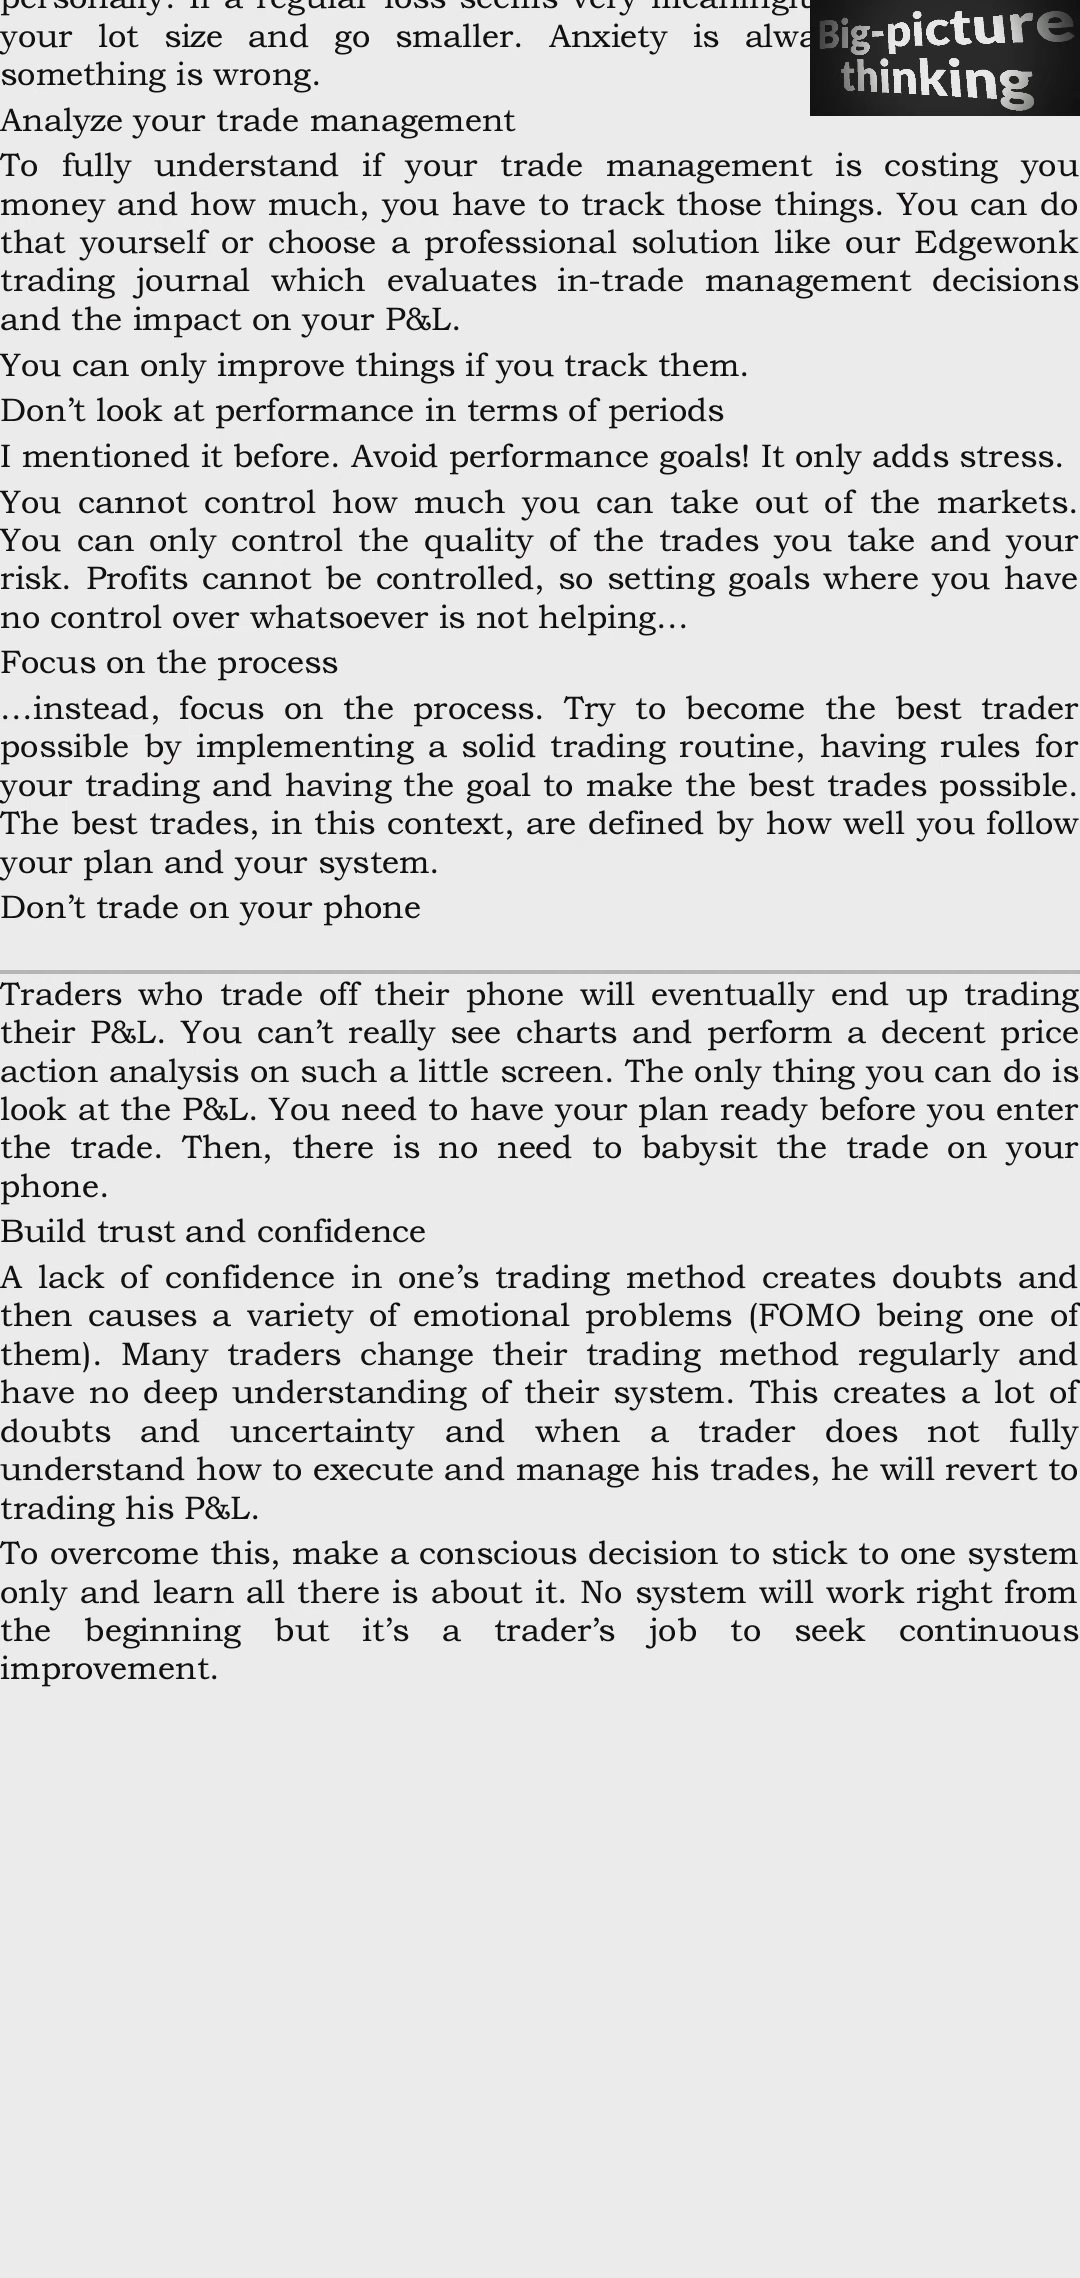 your lot size and go smaller. Anxiety is
something is wrong.
Big-picture
thinking
Analyze your trade management
To fully understand if your trade management is costing you
money and how much, you have to track those things. You can do
that yourself or choose a professional solution like our Edgewonk
trading journal which evaluates in-trade management decisions
and the impact on your P&L.
You can only improve things if you track them.
Don’t look at performance in terms of periods
I mentioned it before. Avoid performance goals! It only adds stress.
You cannot control how much you can take out of the markets.
You can only control the quality of the trades you take and your
risk. Profits cannot be controlled, so setting goals where you have
no control over whatsoever is not helping…
Focus on the process
…instead, focus on the process. Try to become the best trader
possible by implementing a solid trading routine, having rules for
your trading and having the goal to make the best trades possible.
The best trades, in this context, are defined by how well you follow
your plan and your system.
Don’t trade on your phone
Traders who trade off their phone will eventually end up trading
their P&L. You can’t really see charts and perform a decent price
action analysis on such a little screen. The only thing you can do is
look at the P&L. You need to have your plan ready before you enter
the trade. Then, there is no need to babysit the trade on your
phone.
Build trust and confidence
A lack of confidence in one’s trading method creates doubts and
then causes a variety of emotional problems (FOMO being one of
them). Many traders change their trading method regularly and
have no deep understanding of their system. This creates a lot of
doubts and uncertainty and when a trader does not fully
understand how to execute and manage his trades, he will revert to
trading his P&L.
To overcome this, make a conscious decision to stick to one system
only and learn all there is about it. No system will work right from
the beginning but it’s a trader’s job to seek continuous
improvement.